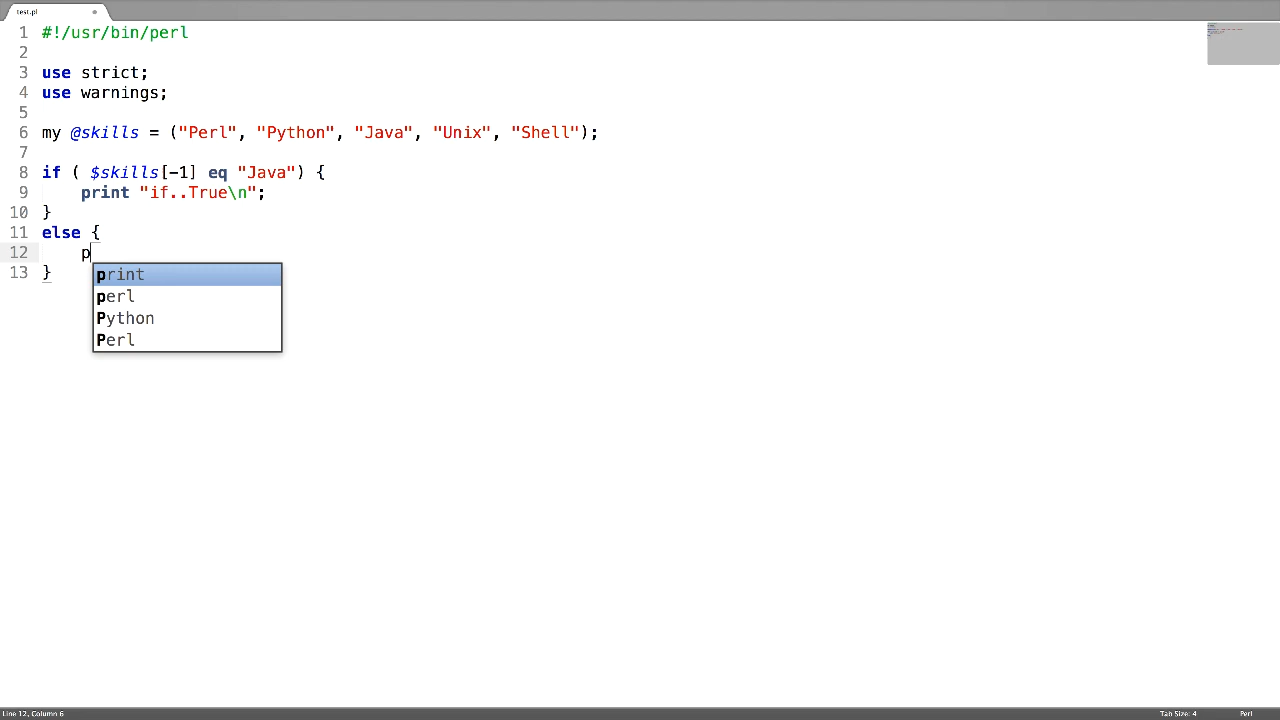 test.pl
1 #!/usr/bin/perl
2
3 use strict;
4 use warnings;
5
6 my @skills = ("Perl", "Python", "Java", "Unix", "Shell");
7
8 if ( $skills[-1] eq "Java") {
9     print "if..True\n";
10 }
11 else {
12     p
13 }
print
perl
Python
Perl
Line 12, Column 6
Tab Size: 4
Perl